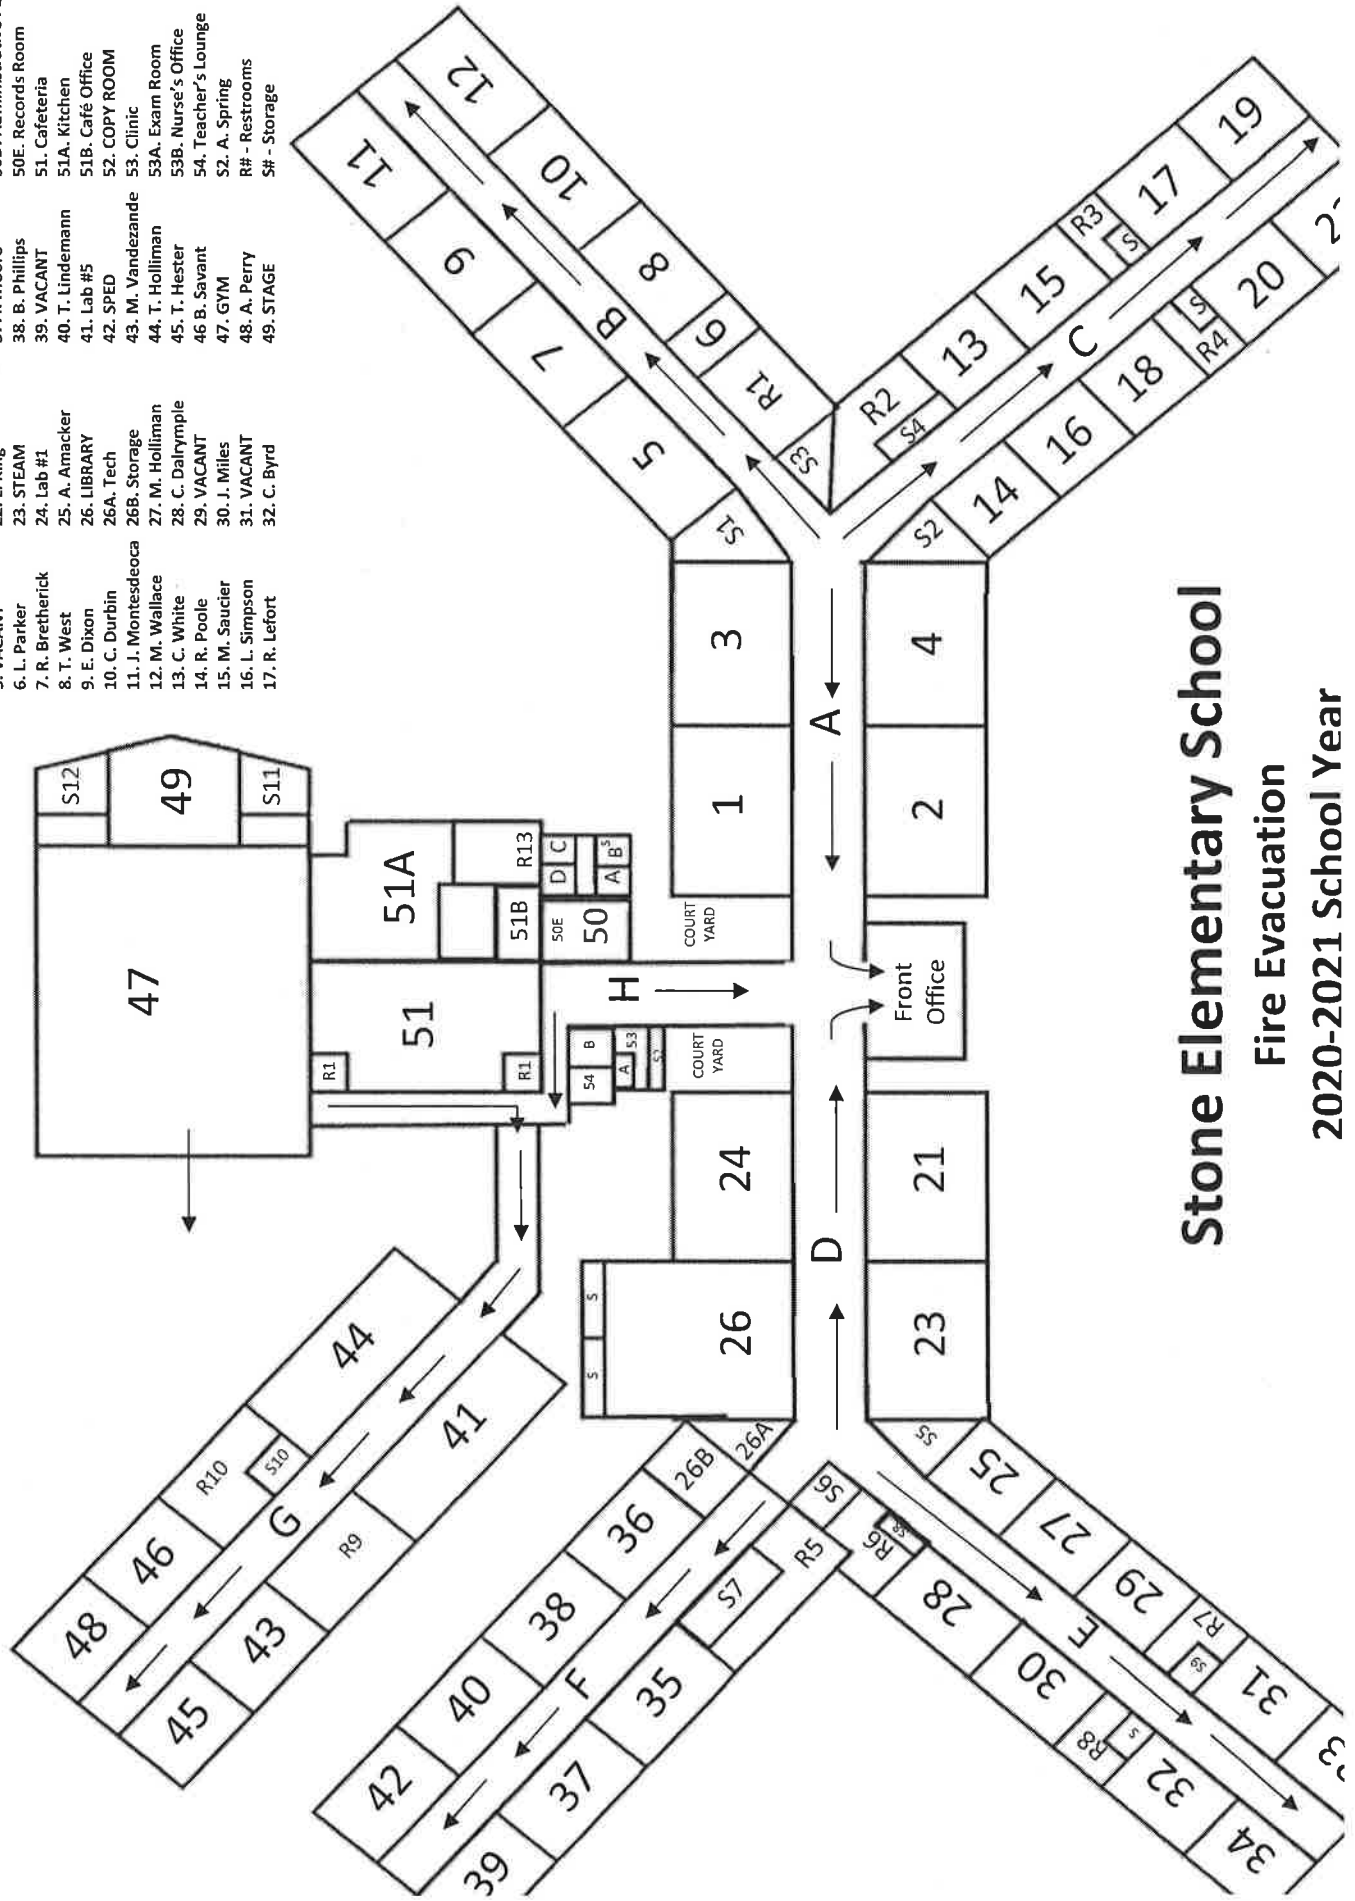 6. L. Parker
7. R. Bretherick
8. T. West
9. E. Dixon
10. C. Durbin
11. J. Montesdeoca
12. M. Wallace
13. C. White
14. R. Poole
15. M. Saucier
16. L. Simpson
17. R. Lefort
23. STEAM
24. Lab #1
25. A. Amacker
26. LIBRARY
26A. Tech
26B. Storage
27. M. Holliman
28. C. Dalrymple
29. VACANT
30. J. Miles
31. VACANT
32. C. Byrd
38. B. Phillips
39. VACANT
40. T. Lindemann
41. Lab #5
42. SPED
43. M. Vandezande
44. T. Holliman
45. T. Hester
46 B. Savant
47. GYM
48. A. Perry
49. STAGE
50E. Records Room
51. Cafeteria
51A. Kitchen
51B. Café Office
52. COPY ROOM
53. Clinic
53A. Exam Room
53B. Nurse's Office
54. Teacher's Lounge
S2. A. Spring
R# - Restrooms
S# - Storage
S12
49
S11
47
51A
R13
51B
51
R1
R1
50E
50
D
C
A
B
S
H
B
54
53
A
52
COURT
YARD
COURT
YARD
11
12
9
10
7
8
B
6
5
R1
S3
S1
3
1
A
4
2
S2
R2
S4
13
15
R3
S
17
19
C
14
16
18
R4
S
20
Front
Office
24
26
S
S
D
21
23
44
R10
S10
46
48
G
41
R9
43
45
26A
26B
36
38
40
42
F
S6
R5
S7
35
37
39
S5
25
27
29
R7
S9
31
E
R6
S8
28
30
R8
S
32
34
Stone Elementary School
Fire Evacuation
2020-2021 School Year